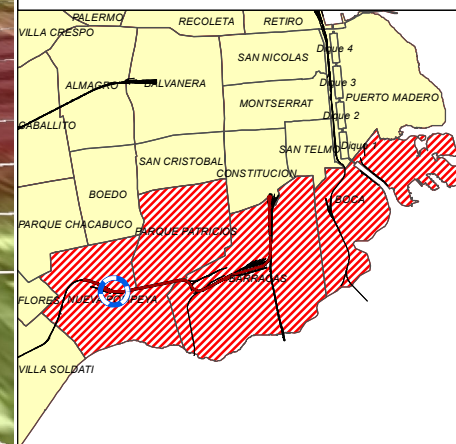 PALERMO
RECOLETA
RETIRO
VILLA CRESPO
SAN NICOLAS
Dique 4
ALMAGRO
BALVANERA
Dique 3
PUERTO MADERO
MONTSERRAT
Dique 2
CABALLITO
SAN TELMO
Dique 1
SAN CRISTOBAL
CONSTITUCION
BOEDO
BOCA
PARQUE CHACABUCO
PARQUE PATRICIOS
BARRACAS
FLORES
NUEVA POMPEYA
VILLA SOLDATI